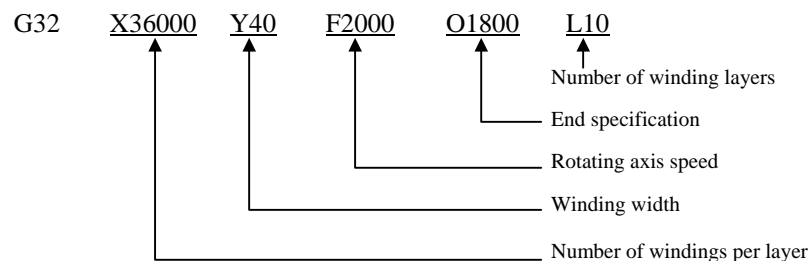 G32 X36000 Y40 F2000 O1800 L10
Number of winding layers
End specification
Rotating axis speed
Winding width
Number of windings per layer